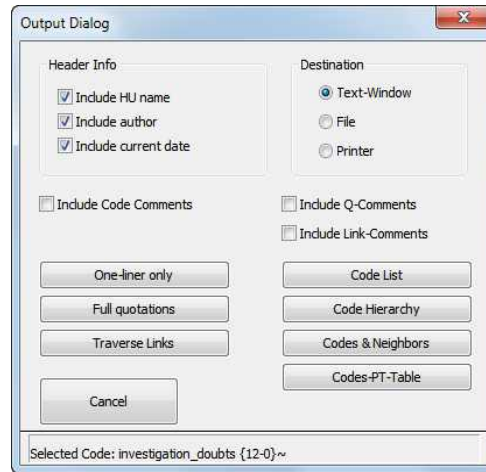 Output Dialog
x
Header Info
Include HU name
Include author
Include current date
Destination
Text-Window
File
Printer
Include Code Comments
Include Q-Comments
Include Link-Comments
One-liner only
Code List
Full quotations
Code Hierarchy
Traverse Links
Codes & Neighbors
Codes-PT-Table
Cancel
Selected Code: investigation_doubts {12-0}~